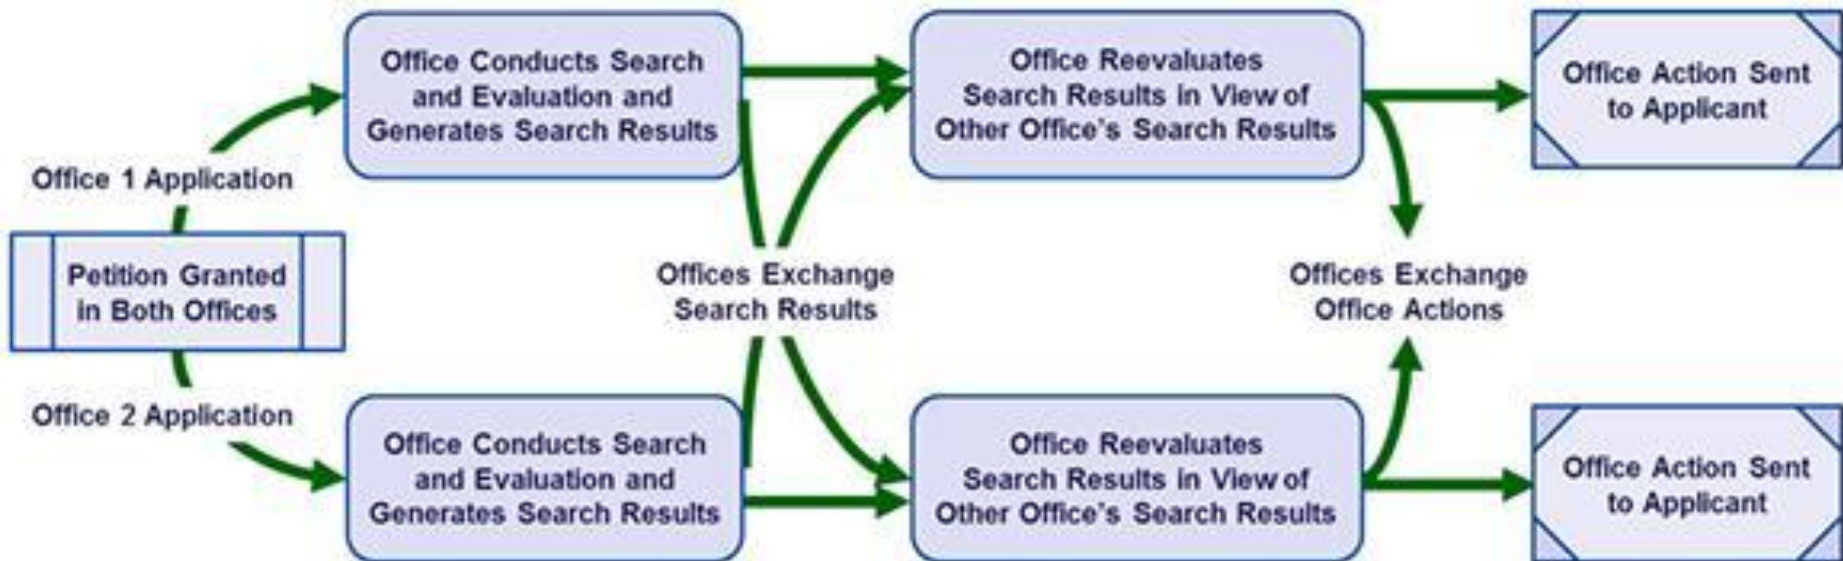 Office Conducts Search
and Evaluation and
Generates Search Results
Office Reevaluates
Search Results in View of
Other Office's Search Results
Office Action Sent
to Applicant
Office 1 Application
Petition Granted
in Both Offices
Offices Exchange
Search Results
Offices Exchange
Office Actions
Office 2 Application
Office Conducts Search
and Evaluation and
Generates Search Results
Office Reevaluates
Search Results in View of
Other Office's Search Results
Office Action Sent
to Applicant